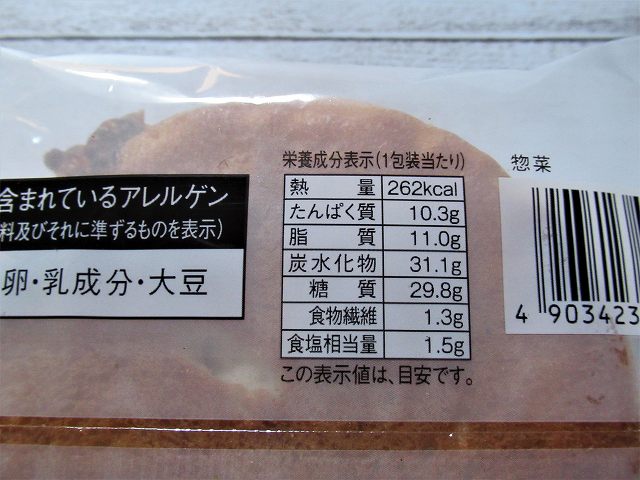 含まれているアレルゲン
料及びそれに準ずるものを表示)
卵・乳成分・大豆
栄養成分表示(1包装当たり)
熱量 262kcal
たんぱく質 10.3g
脂質 11.0g
炭水化物 31.1g
糖質 29.8g
食物繊維 1.3g
食塩相当量 1.5g
この表示値は、目安です。
惣菜
4 903423